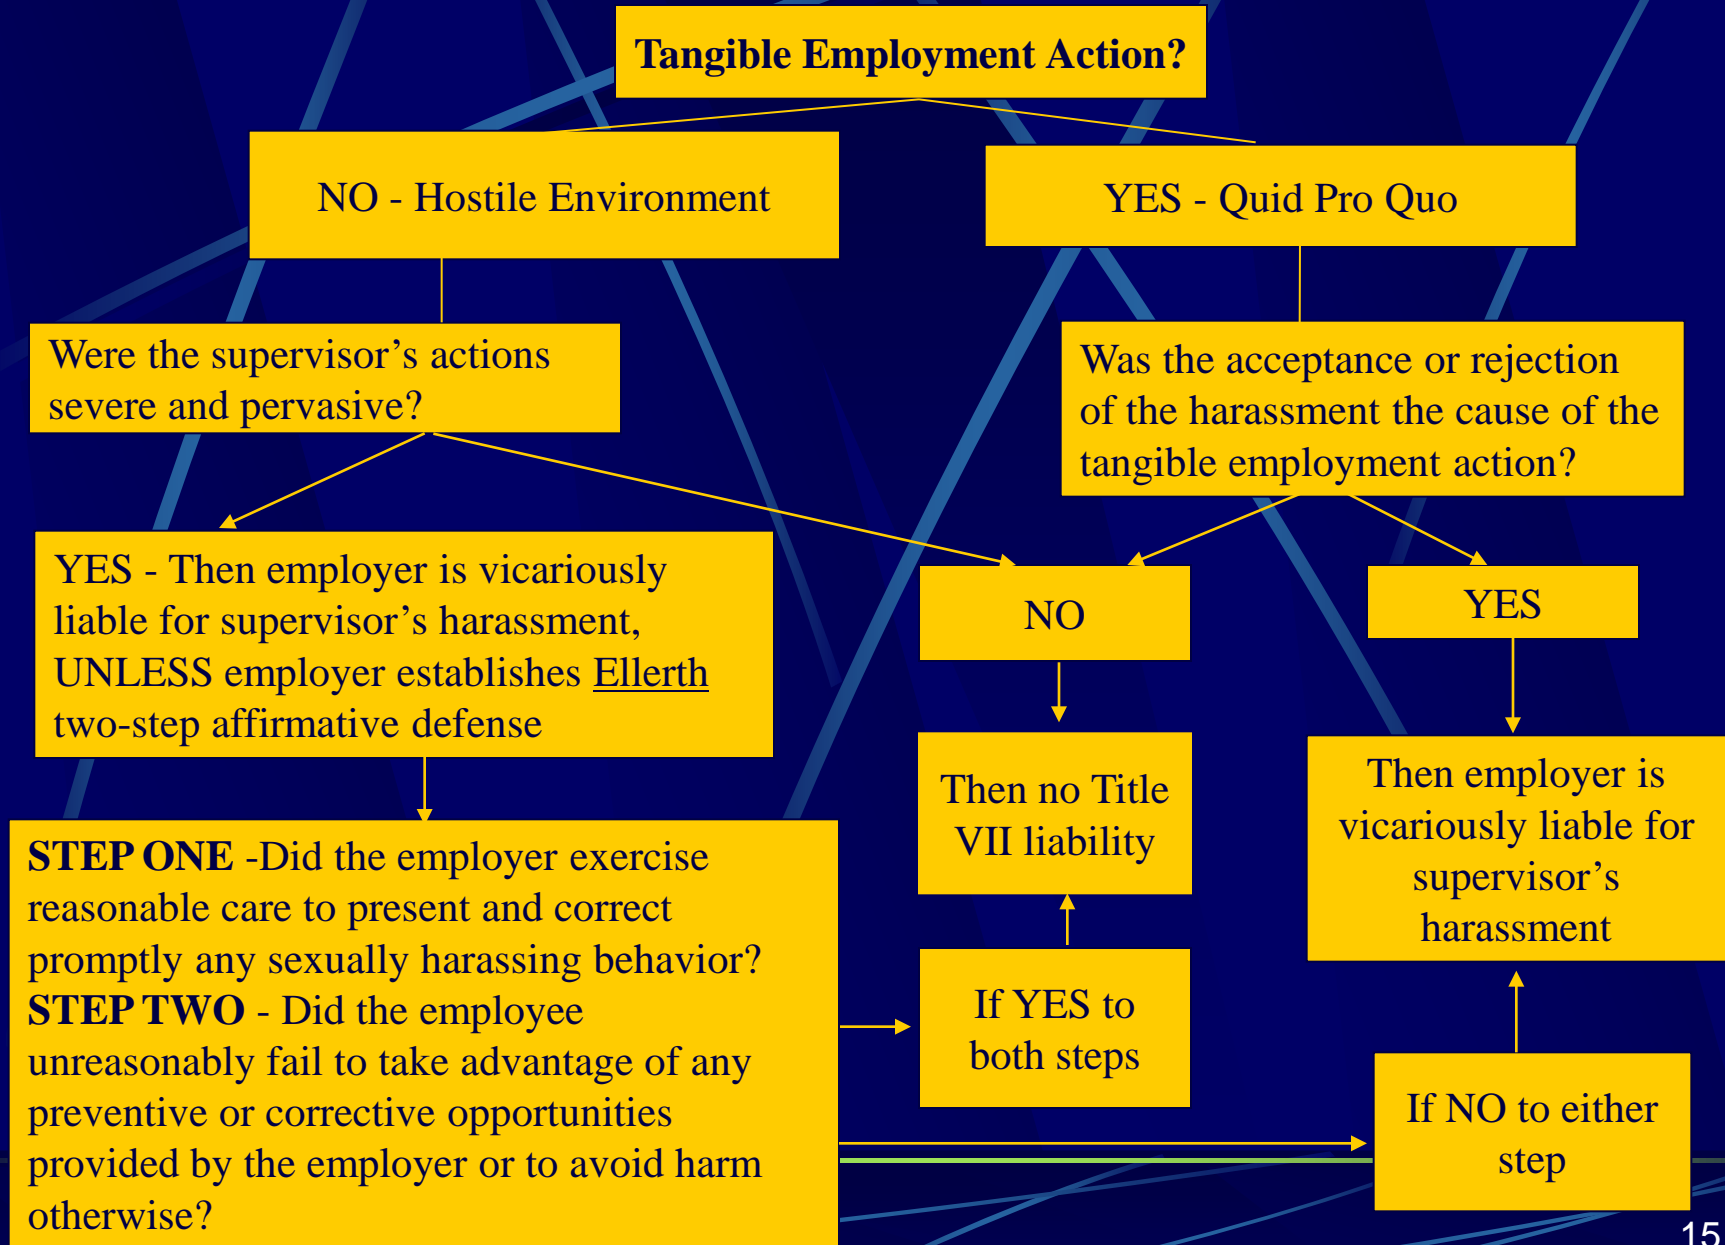 Tangible Employment Action?
NO - Hostile Environment
YES - Quid Pro Quo
Were the supervisor’s actions
severe and pervasive?
Was the acceptance or rejection
of the harassment the cause of the
tangible employment action?
YES - Then employer is vicariously
liable for supervisor’s harassment,
UNLESS employer establishes Ellerth
two-step affirmative defense
NO
YES
Then no Title
VII liability
Then employer is
vicariously liable for
supervisor’s
harassment
STEP ONE -Did the employer exercise
reasonable care to present and correct
promptly any sexually harassing behavior?
STEP TWO - Did the employee
unreasonably fail to take advantage of any
preventive or corrective opportunities
provided by the employer or to avoid harm
otherwise?
If YES to
both steps
If NO to either
step
15